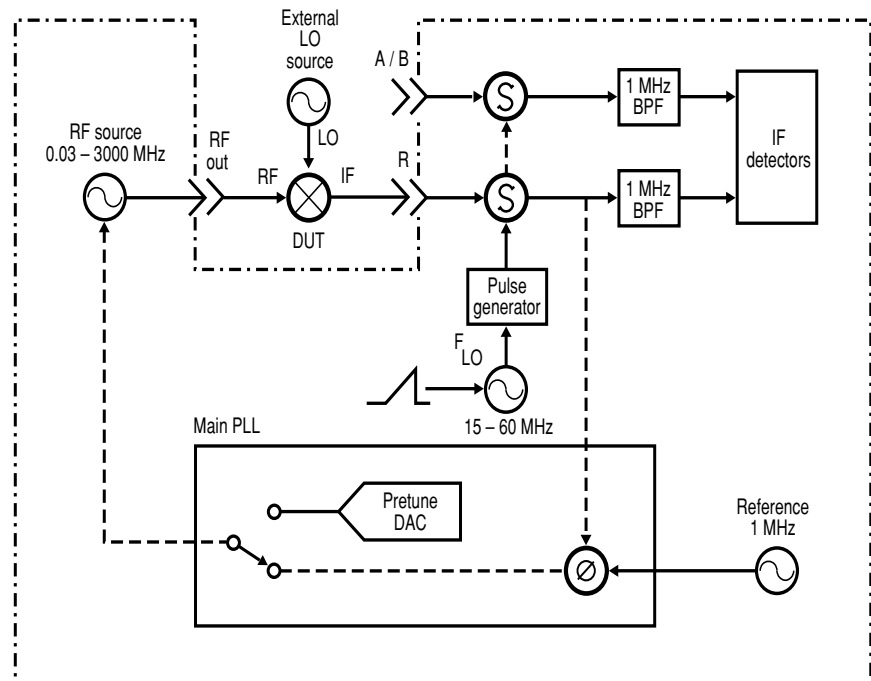 External
LO
source
A / B
1 MHz
BPF
RF source
0.03 – 3000 MHz
RF
out
LO
IF
detectors
RF
IF
R
1 MHz
BPF
DUT
Pulse
generator
F
LO
15 – 60 MHz
Main PLL
Pretune
DAC
Reference
1 MHz
S
S
Ø